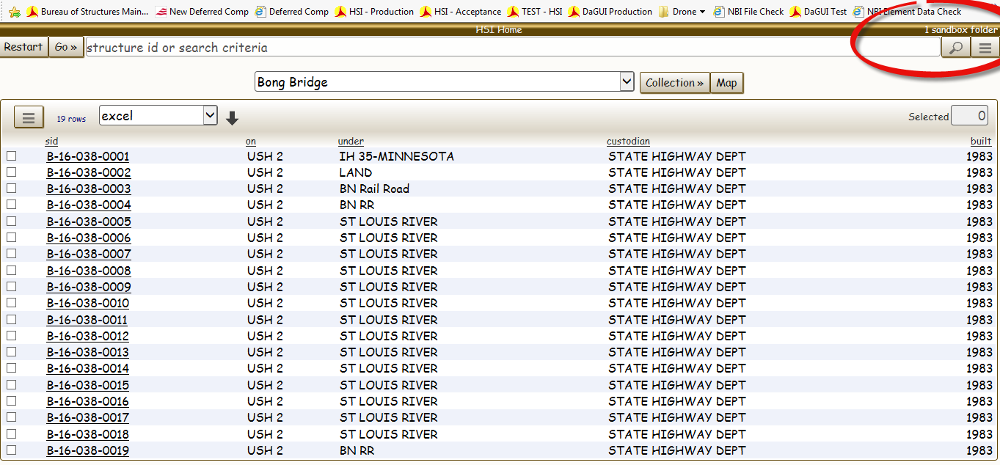 Bureau of Structures Main... New Deferred Comp Deferred Comp HSI - Production HSI - Acceptance TEST - HSI DaGUI Production Drone NBI File Check DaGUI Test NBI Element Data Check
HSI Home 1 sandbox folder
Restart Go » structure id or search criteria
Bong Bridge Collection » Map
19 rows excel Selected 0
sid on under custodian built
B-16-038-0001 USH 2 IH 35-MINNESOTA STATE HIGHWAY DEPT 1983
B-16-038-0002 USH 2 LAND STATE HIGHWAY DEPT 1983
B-16-038-0003 USH 2 BN Rail Road STATE HIGHWAY DEPT 1983
B-16-038-0004 USH 2 BN RR STATE HIGHWAY DEPT 1983
B-16-038-0005 USH 2 ST LOUIS RIVER STATE HIGHWAY DEPT 1983
B-16-038-0006 USH 2 ST LOUIS RIVER STATE HIGHWAY DEPT 1983
B-16-038-0007 USH 2 ST LOUIS RIVER STATE HIGHWAY DEPT 1983
B-16-038-0008 USH 2 ST LOUIS RIVER STATE HIGHWAY DEPT 1983
B-16-038-0009 USH 2 ST LOUIS RIVER STATE HIGHWAY DEPT 1983
B-16-038-0010 USH 2 ST LOUIS RIVER STATE HIGHWAY DEPT 1983
B-16-038-0011 USH 2 ST LOUIS RIVER STATE HIGHWAY DEPT 1983
B-16-038-0012 USH 2 ST LOUIS RIVER STATE HIGHWAY DEPT 1983
B-16-038-0013 USH 2 ST LOUIS RIVER STATE HIGHWAY DEPT 1983
B-16-038-0014 USH 2 ST LOUIS RIVER STATE HIGHWAY DEPT 1983
B-16-038-0015 USH 2 ST LOUIS RIVER STATE HIGHWAY DEPT 1983
B-16-038-0016 USH 2 ST LOUIS RIVER STATE HIGHWAY DEPT 1983
B-16-038-0017 USH 2 ST LOUIS RIVER STATE HIGHWAY DEPT 1983
B-16-038-0018 USH 2 ST LOUIS RIVER STATE HIGHWAY DEPT 1983
B-16-038-0019 USH 2 BN RR STATE HIGHWAY DEPT 1983